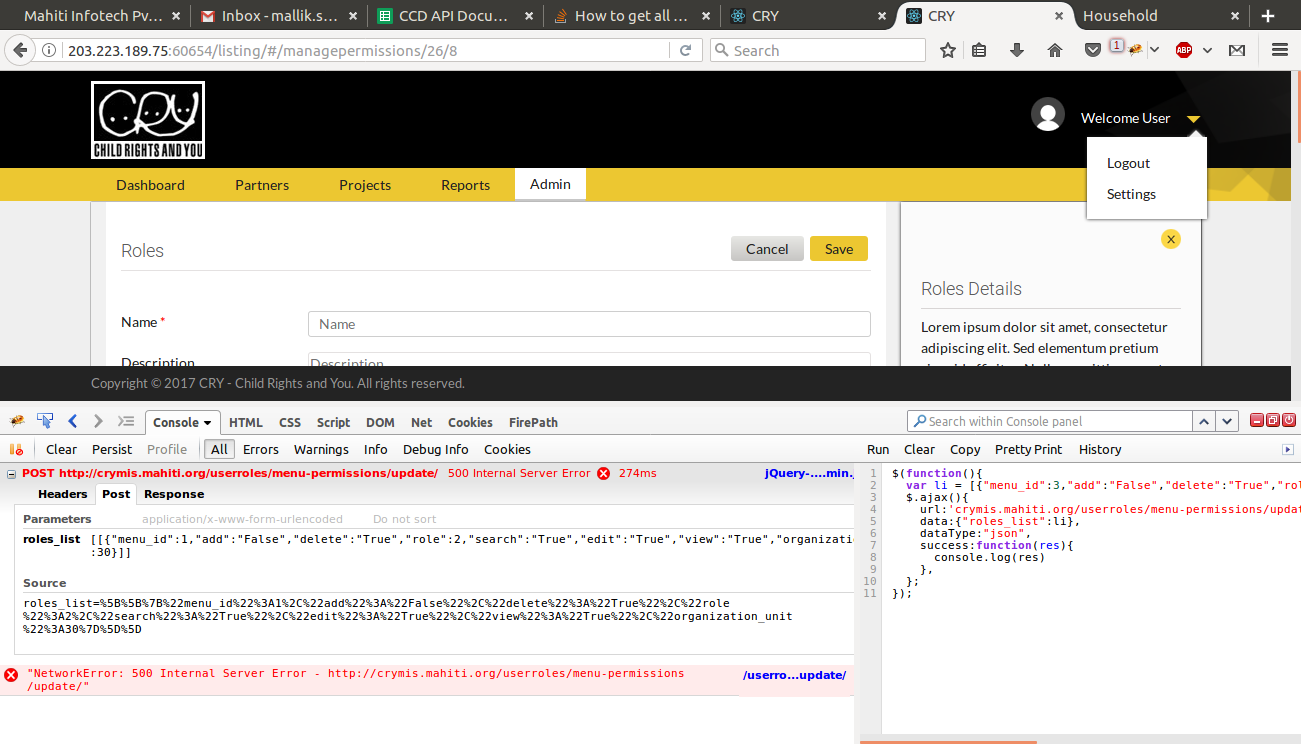 Mahiti Infotech Pv...
Inbox - mallik.s...
CCD API Docu...
How to get all ...
CRY
CRY
Household
203.223.189.75:60654/listing/#/managepermissions/26/8
Search
1
ABP
CRY
CHILD RIGHTS AND YOU
Welcome User
Logout
Settings
Dashboard Partners Projects Reports Admin
Roles
Cancel Save
Name *
Name
Description
Description
X
Roles Details
Lorem ipsum dolor sit amet, consectetur
adipiscing elit. Sed elementum pretium
Copyright © 2017 CRY - Child Rights and You. All rights reserved.
Console HTML CSS Script DOM Net Cookies FirePath
Search within Console panel
Clear Persist Profile All Errors Warnings Info Debug Info Cookies
Run Clear Copy Pretty Print History
POST http://crymis.mahiti.org/userroles/menu-permissions/update/ 500 Internal Server Error 274ms jQuery-....min.
Headers Post Response
Parameters application/x-www-form-urlencoded Do not sort
roles_list [[{"menu_id":1,"add":"False","delete":"True","role":2,"search":"True","edit":"True","view":"True","organizatio
:30}]]
Source
roles_list=%5B%5B%7B%22menu_id%22%3A1%2C%22add%22%3A%22False%22%2C%22delete%22%3A%22True%22%2C%22role
%22%3A2%2C%22search%22%3A%22True%22%2C%22edit%22%3A%22True%22%2C%22view%22%3A%22True%22%2C%22organization_unit
%22%3A30%7D%5D%5D
"NetworkError: 500 Internal Server Error - http://crymis.mahiti.org/userroles/menu-permissions
/update/"
/userro...update/
1 $(function(){
2 var li = [{"menu_id":3,"add":"False","delete":"True","rol
3 $.ajax(){
4 url:'crymis.mahiti.org/userroles/menu-permissions/updat
5 data:{"roles_list":li},
6 dataType:"json",
7 success:function(res){
8 console.log(res)
9 },
10 };
11 });